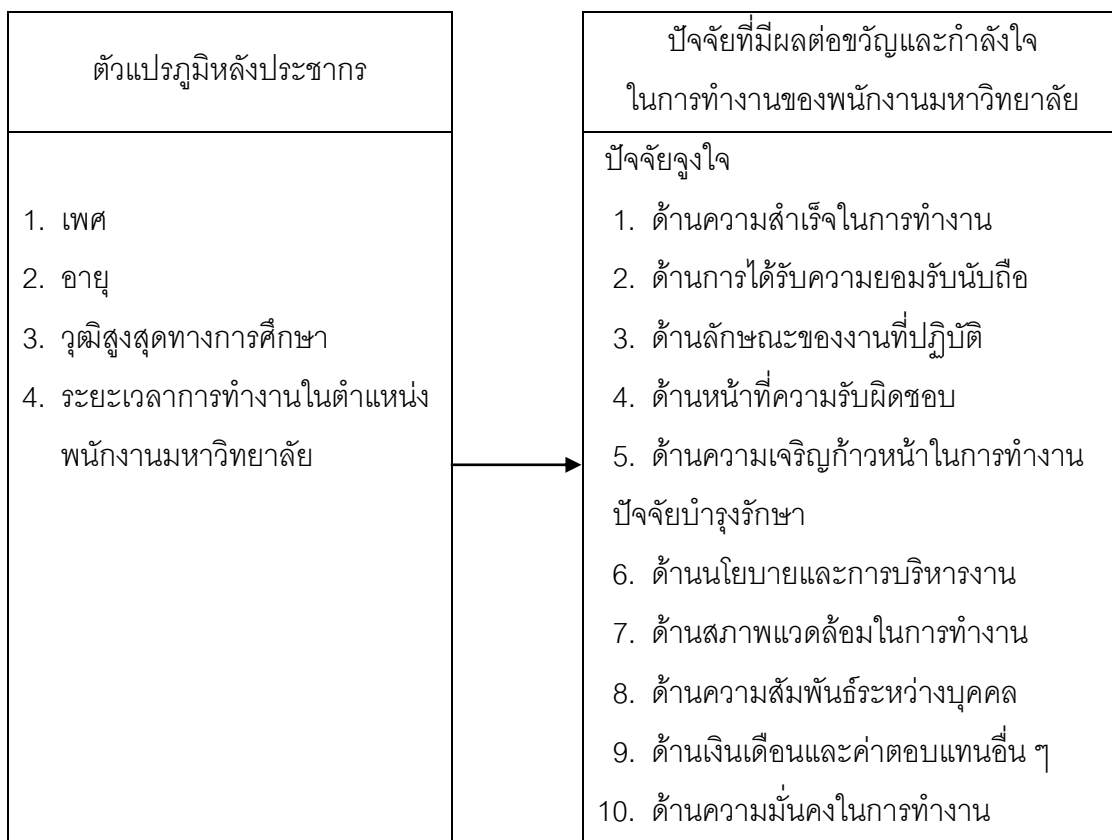 ตัวแปรภูมิหลังประชากร
1. เพศ
2. อายุ
3. วุฒิสูงสุดทางการศึกษา
4. ระยะเวลาการทำงานในตำแหน่ง
พนักงานมหาวิทยาลัย
ปัจจัยที่มีผลต่อขวัญและกำลังใจ
ในการทำงานของพนักงานมหาวิทยาลัย
ปัจจัยจูงใจ
1. ด้านความสำเร็จในการทำงาน
2. ด้านการได้รับความยอมรับนับถือ
3. ด้านลักษณะของงานที่ปฏิบัติ
4. ด้านหน้าที่ความรับผิดชอบ
5. ด้านความเจริญก้าวหน้าในการทำงาน
ปัจจัยบำรุงรักษา
6. ด้านนโยบายและการบริหารงาน
7. ด้านสภาพแวดล้อมในการทำงาน
8. ด้านความสัมพันธ์ระหว่างบุคคล
9. ด้านเงินเดือนและค่าตอบแทนอื่น ๆ
10. ด้านความมั่นคงในการทำงาน